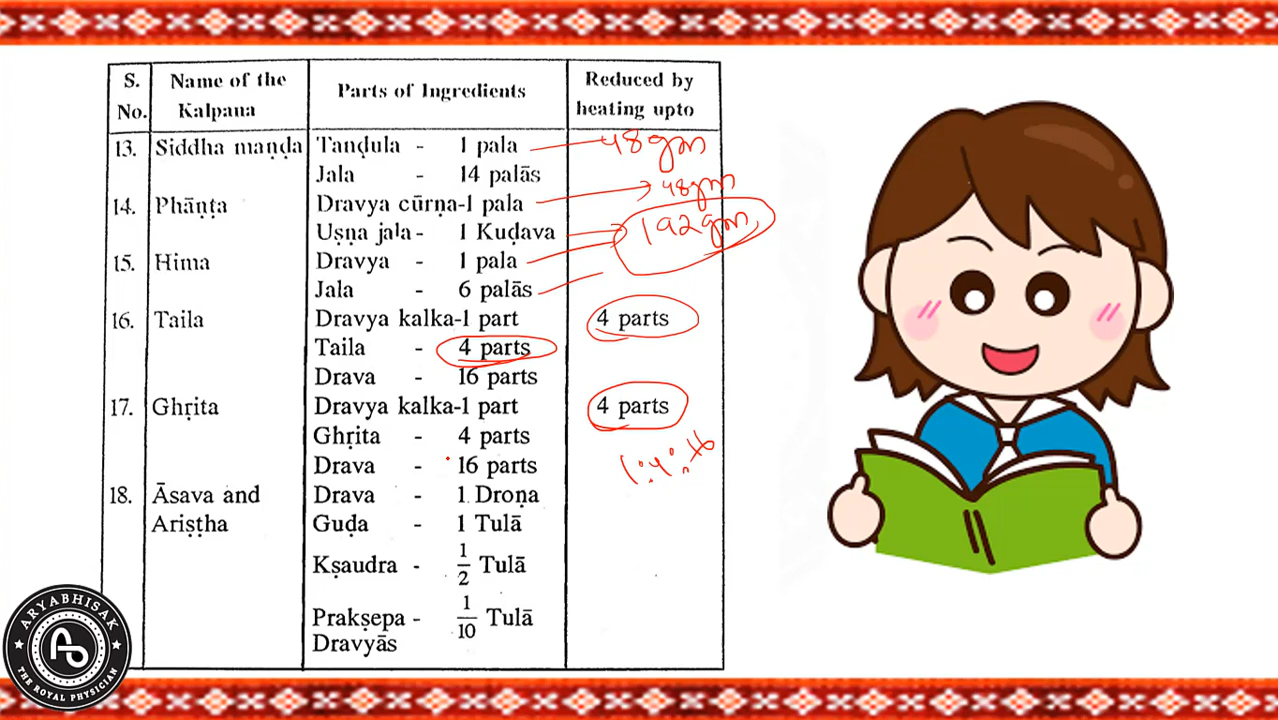 S. No. Name of the Kalpana Parts of Ingredients Reduced by heating upto
13. Siddha maṇḍa Taṇḍula - 1 pala 48gm
Jala - 14 palās
48gm
14. Phāṇṭa Dravya cūrṇa-1 pala
Uṣṇa jala - 1 Kuḍava 192gm
15. Hima Dravya - 1 pala
Jala - 6 palās
16. Taila Dravya kalka-1 part 4 parts
Taila - 4 parts
Drava - 16 parts
17. Ghṛita Dravya kalka-1 part 4 parts
Ghṛita - 4 parts
Drava - 16 parts 1:4:16
18. Āsava and Drava - 1 Droṇa
Ariṣṭha Guḍa - 1 Tulā
Kṣaudra - 1/2 Tulā
Prakṣepa - 1/10 Tulā
Dravyās
ARYABHISAK
THE ROYAL PHYSICIAN